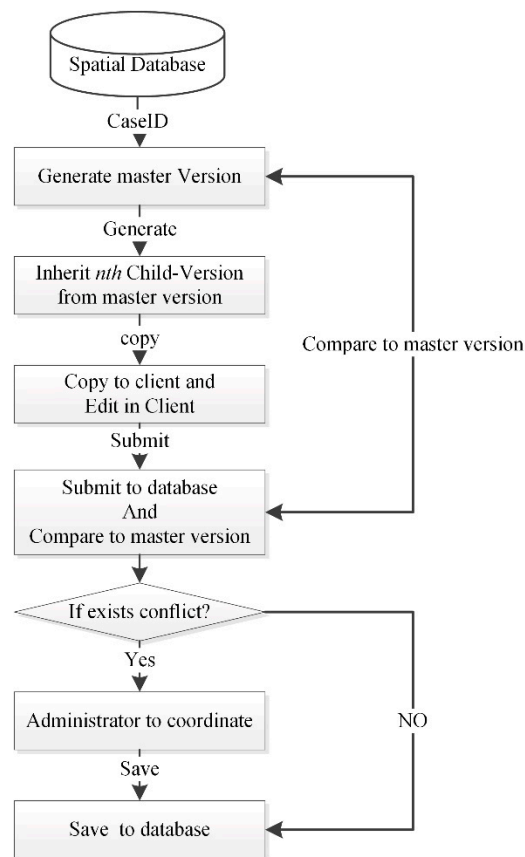 Spatial Database
CaseID
Generate master Version
Generate
Inherit nth Child-Version
from master version
copy
Compare to master version
Copy to client and
Edit in Client
Submit
Submit to database
And
Compare to master version
If exists conflict?
Yes
Administrator to coordinate
NO
Save
Save to database